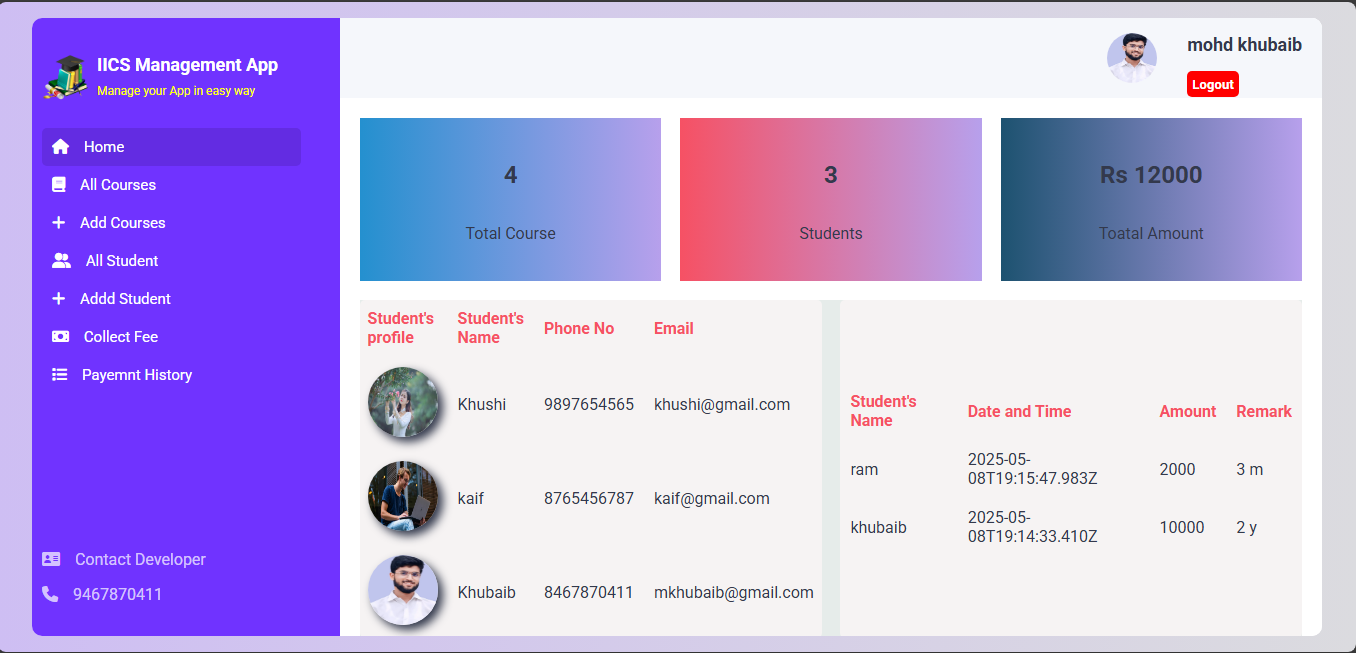 IICS Management App
Manage your App in easy way
Home
All Courses
Add Courses
All Student
Addd Student
Collect Fee
Payemnt History
Contact Developer
9467870411
mohd khubaib
Logout
4
Total Course
3
Students
Rs 12000
Toatal Amount
Student's
profile
Student's
Name
Phone No
Email
Khushi
9897654565
khushi@gmail.com
kaif
8765456787
kaif@gmail.com
Khubaib
8467870411
mkhubaib@gmail.com
Student's
Name
Date and Time
Amount
Remark
ram
2025-05-
08T19:15:47.983Z
2000
3 m
khubaib
2025-05-
08T19:14:33.410Z
10000
2 y